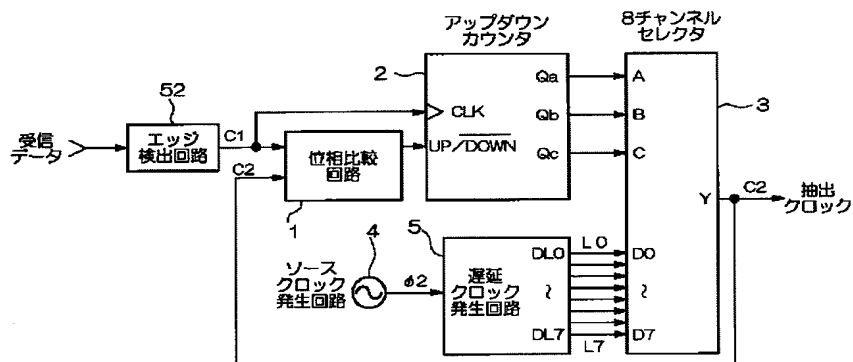 アップダウン
カウンタ
8チャンネル
セレクタ
2
3
52
受信
データ
エッジ
検出回路
C1
C2
位相比較
回路
1
CLK
UP/DOWN
Qa
Qb
Qc
A
B
C
Y
C2
抽出
クロック
ソース
クロック
発生回路
4
φ2
5
遅延
クロック
発生回路
DL0
~
DL7
L0
L7
D0
~
D7